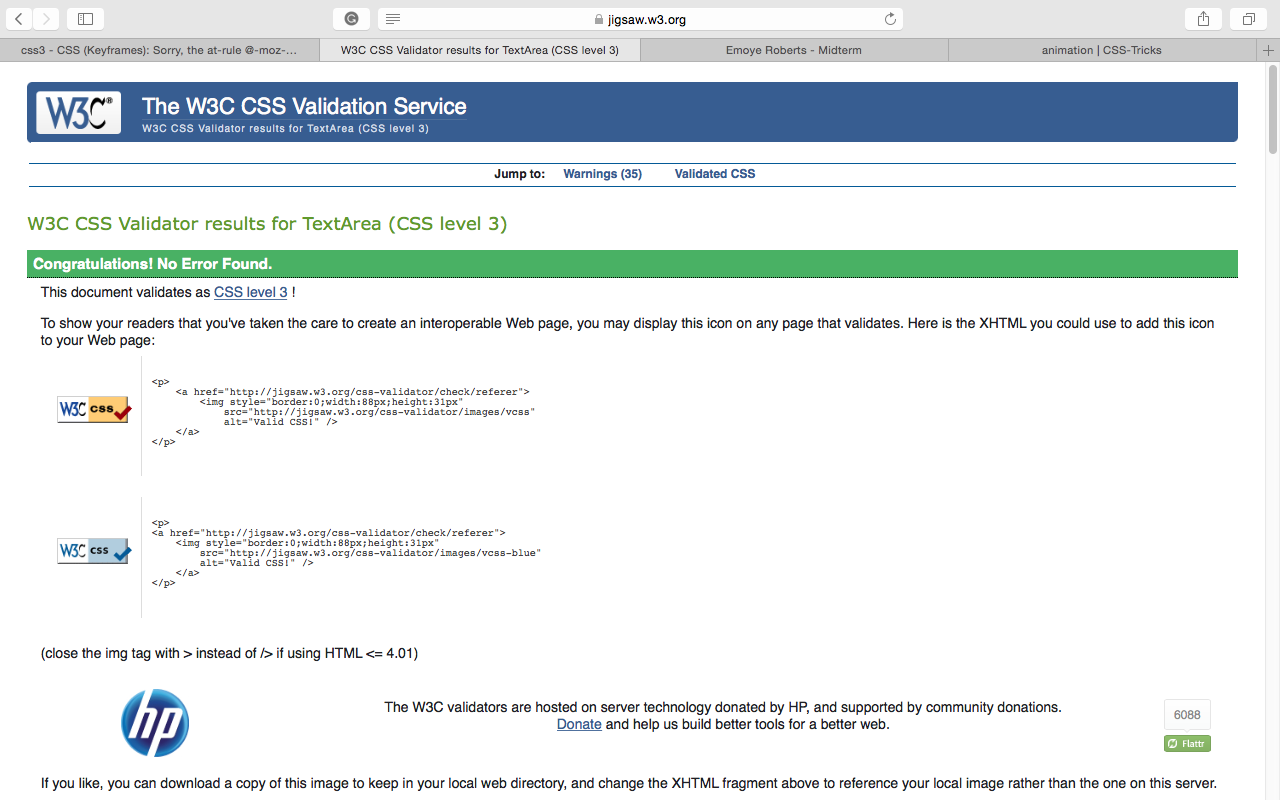 jigsaw.w3.org
css3 - CSS (Keyframes): Sorry, the at-rule @-moz-...
W3C CSS Validator results for TextArea (CSS level 3)
Emoye Roberts - Midterm
animation | CSS-Tricks
W3C®
The W3C CSS Validation Service
W3C CSS Validator results for TextArea (CSS level 3)
Jump to: Warnings (35) Validated CSS
W3C CSS Validator results for TextArea (CSS level 3)
Congratulations! No Error Found.
This document validates as CSS level 3 !
To show your readers that you've taken the care to create an interoperable Web page, you may display this icon on any page that validates. Here is the XHTML you could use to add this icon
to your Web page:
W3C css
<p>
<a href="http://jigsaw.w3.org/css-validator/check/referer">
<img style="border:0;width:88px;height:31px"
src="http://jigsaw.w3.org/css-validator/images/vcss"
alt="Valid CSS!" />
</a>
</p>
W3C css
<p>
<a href="http://jigsaw.w3.org/css-validator/check/referer">
<img style="border:0;width:88px;height:31px"
src="http://jigsaw.w3.org/css-validator/images/vcss-blue"
alt="Valid CSS!" />
</a>
</p>
(close the img tag with > instead of /> if using HTML <= 4.01)
hp
The W3C validators are hosted on server technology donated by HP, and supported by community donations.
Donate and help us build better tools for a better web.
6088
Flattr
If you like, you can download a copy of this image to keep in your local web directory, and change the XHTML fragment above to reference your local image rather than the one on this server.